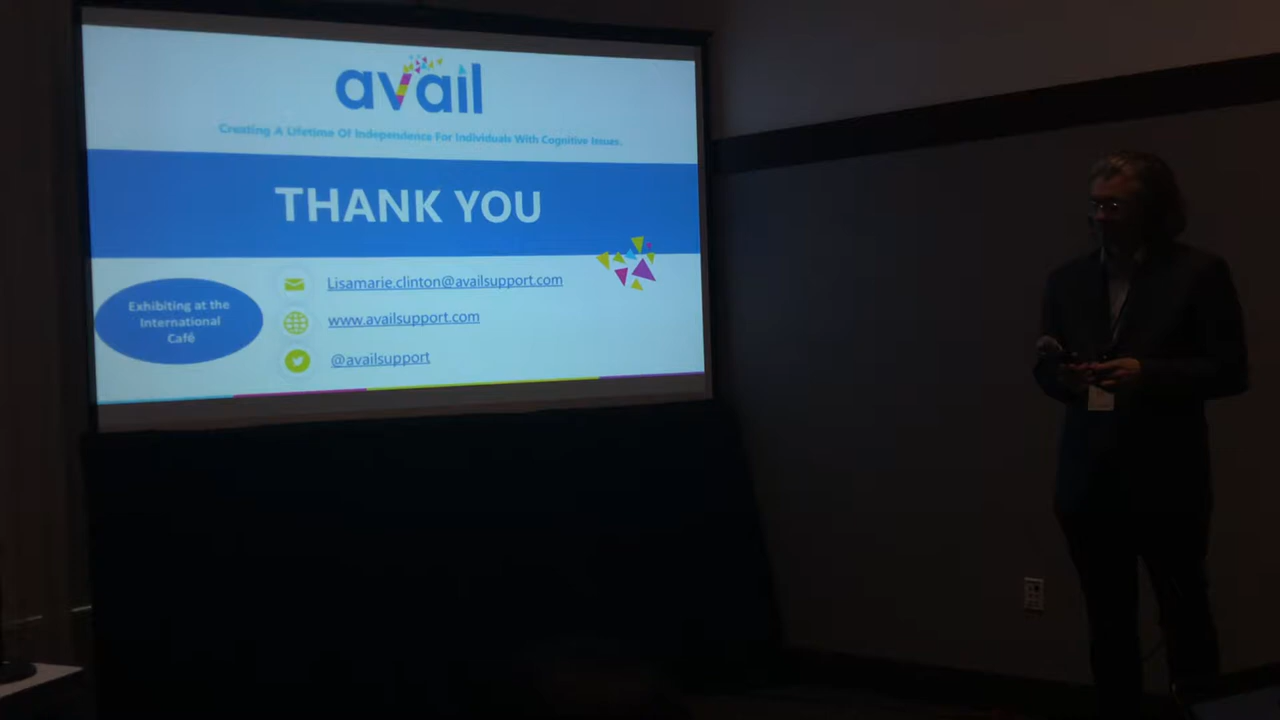 avail
Creating A Lifetime Of Independence For Individuals With Cognitive Issues.
THANK YOU
Exhibiting at the
International
Café
Lisamarie.clinton@availsupport.com
www.availsupport.com
@availsupport